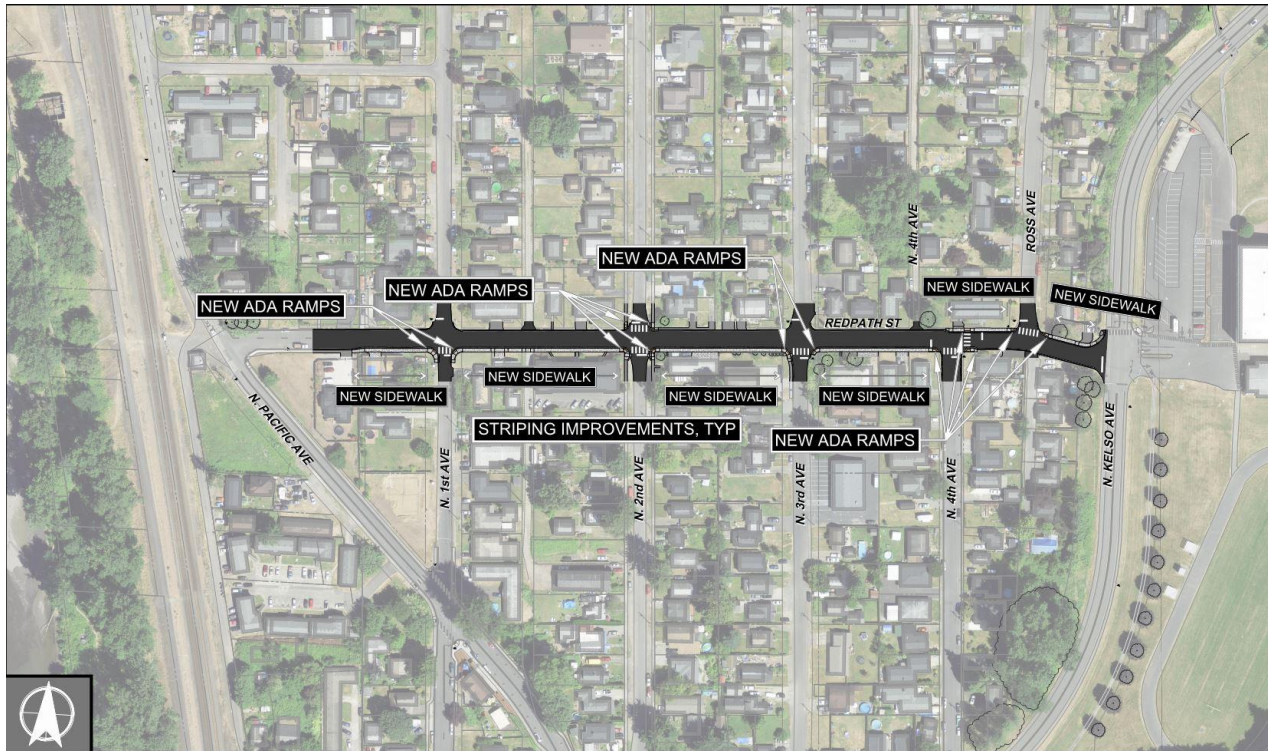 ROSS AVE
N. 4th AVE
NEW ADA RAMPS
NEW ADA RAMPS
NEW SIDEWALK
NEW ADA RAMPS
NEW SIDEWALK
REDPATH ST
NEW SIDEWALK
NEW SIDEWALK
NEW SIDEWALK
NEW SIDEWALK
N. PACIFIC AVE
STRIPING IMPROVEMENTS, TYP
NEW ADA RAMPS
N. KELSO AVE
N. 1st AVE
N. 2nd AVE
N. 3rd AVE
N. 4th AVE